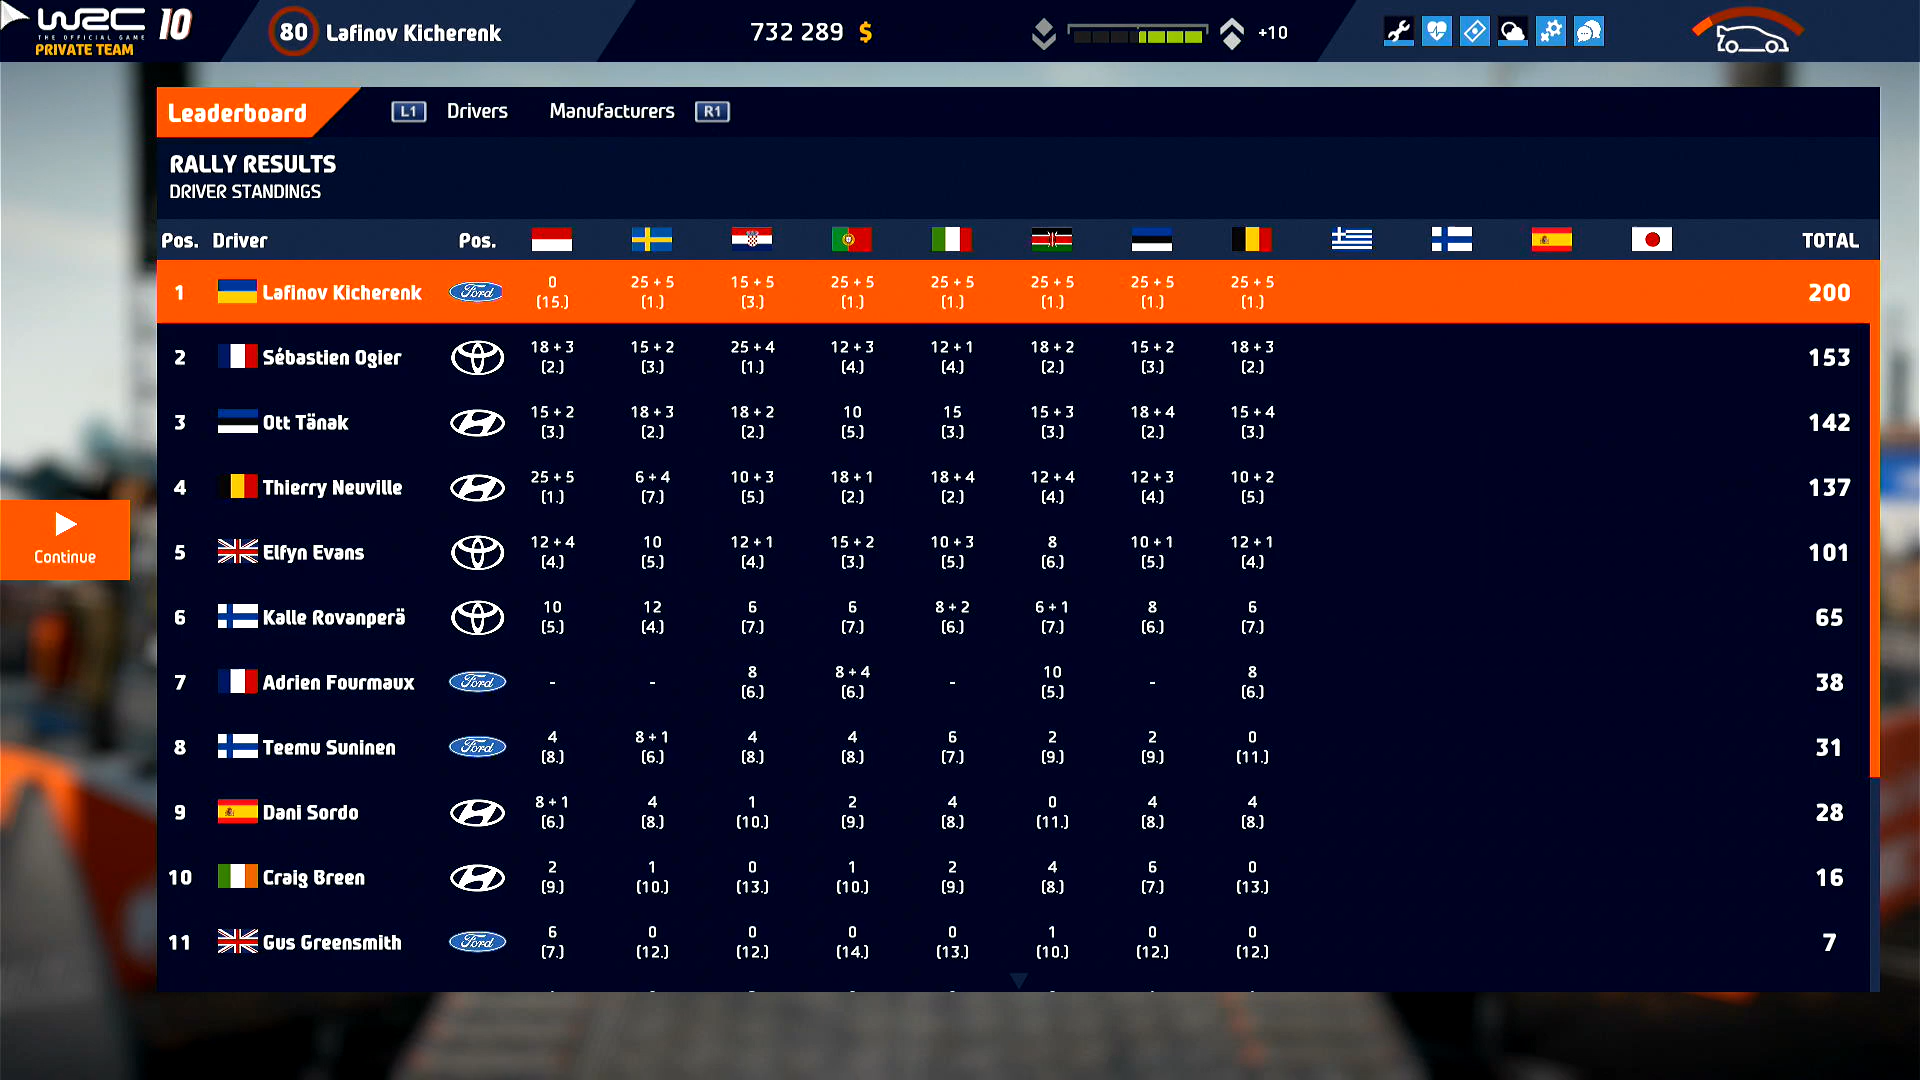 WRC 10
THE OFFICIAL GAME
PRIVATE TEAM
80 Lafinov Kicherenk
732 289 $
+10
Leaderboard
L1 Drivers Manufacturers R1
RALLY RESULTS
DRIVER STANDINGS
Pos. Driver Pos. TOTAL
1 Lafinov Kicherenk Ford 0 25 + 5 15 + 5 25 + 5 25 + 5 25 + 5 25 + 5 25 + 5 200
(15.) (1.) (3.) (1.) (1.) (1.) (1.) (1.)
2 Sébastien Ogier 18 + 3 15 + 2 25 + 4 12 + 3 12 + 1 18 + 2 15 + 2 18 + 3 153
(2.) (3.) (1.) (4.) (4.) (2.) (3.) (2.)
3 Ott Tänak 15 + 2 18 + 3 18 + 2 10 15 15 + 3 18 + 4 15 + 4 142
(3.) (2.) (2.) (5.) (3.) (3.) (2.) (3.)
4 Thierry Neuville 25 + 5 6 + 4 10 + 3 18 + 1 18 + 4 12 + 4 12 + 3 10 + 2 137
(1.) (7.) (5.) (2.) (2.) (4.) (4.) (5.)
5 Elfyn Evans 12 + 4 10 12 + 1 15 + 2 10 + 3 8 10 + 1 12 + 1 101
(4.) (5.) (4.) (3.) (5.) (6.) (5.) (4.)
6 Kalle Rovanperä 10 12 6 6 8 + 2 6 + 1 8 6 65
(5.) (4.) (7.) (7.) (6.) (7.) (6.) (7.)
7 Adrien Fourmaux Ford - - 8 8 + 4 - 10 - 8 38
(6.) (6.) (5.) (6.)
8 Teemu Suninen Ford 4 8 + 1 4 4 6 2 2 0 31
(8.) (6.) (8.) (8.) (7.) (9.) (9.) (11.)
9 Dani Sordo 8 + 1 4 1 2 4 0 4 4 28
(6.) (8.) (10.) (9.) (8.) (11.) (8.) (8.)
10 Craig Breen 2 1 0 1 2 4 6 0 16
(9.) (10.) (13.) (10.) (9.) (8.) (7.) (13.)
11 Gus Greensmith Ford 6 0 0 0 0 1 0 0 7
(7.) (12.) (12.) (14.) (13.) (10.) (12.) (12.)
Continue